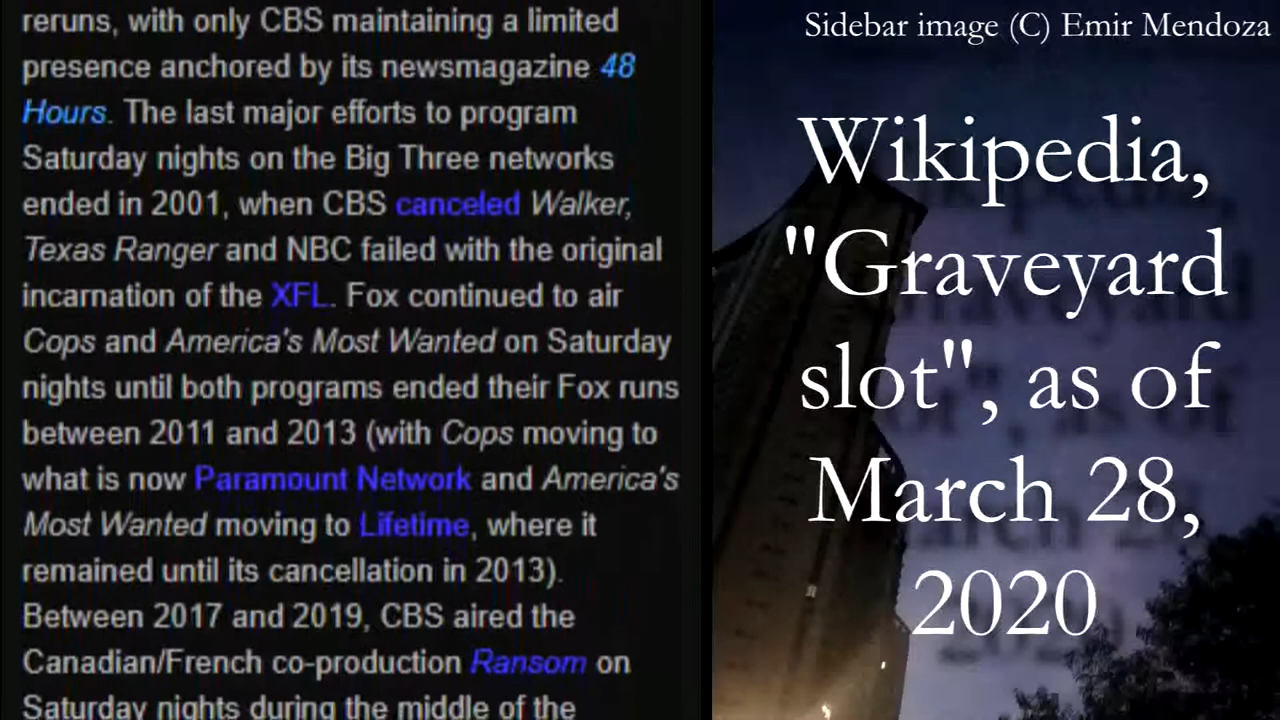 reruns, with only CBS maintaining a limited
presence anchored by its newsmagazine 48
Hours. The last major efforts to program
Saturday nights on the Big Three networks
ended in 2001, when CBS canceled Walker,
Texas Ranger and NBC failed with the original
incarnation of the XFL. Fox continued to air
Cops and America's Most Wanted on Saturday
nights until both programs ended their Fox runs
between 2011 and 2013 (with Cops moving to
what is now Paramount Network and America's
Most Wanted moving to Lifetime, where it
remained until its cancellation in 2013).
Between 2017 and 2019, CBS aired the
Canadian/French co-production Ransom on
Saturday nights during the middle of the
Sidebar image (C) Emir Mendoza
Wikipedia,
"Graveyard
slot", as of
March 28,
2020